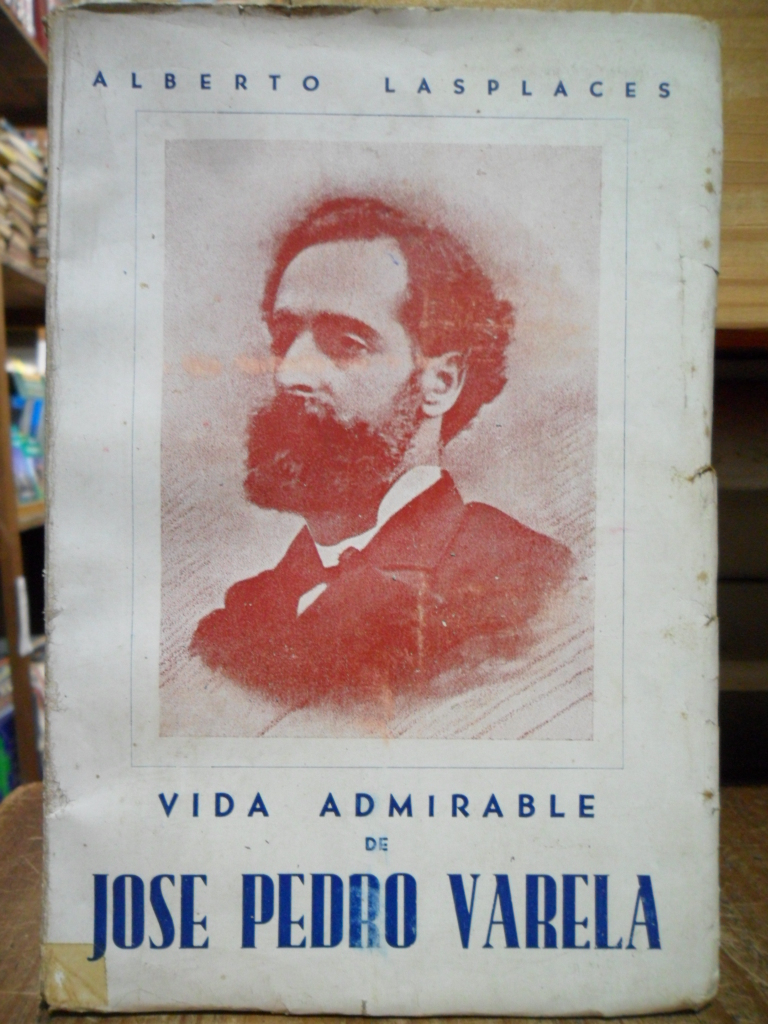 ALBERTO LASPLACES
VIDA ADMIRABLE
DE
JOSE PEDRO VARELA